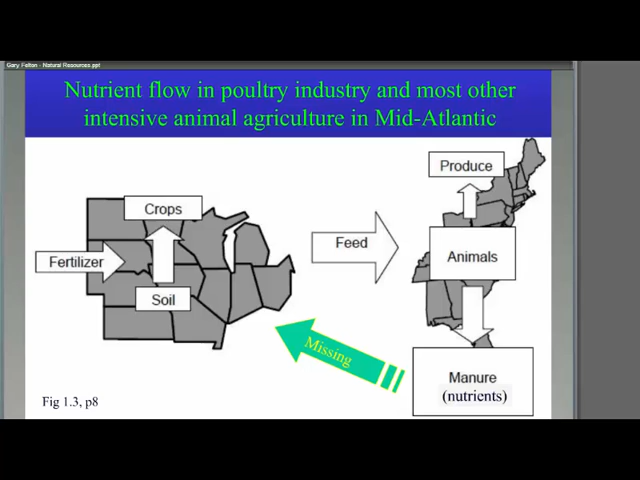 Gary Felton - Natural Resources.ppt
Nutrient flow in poultry industry and most other
intensive animal agriculture in Mid-Atlantic
Produce
Crops
Feed
Animals
Fertilizer
Soil
Missing
Manure
(nutrients)
Fig 1.3, p8